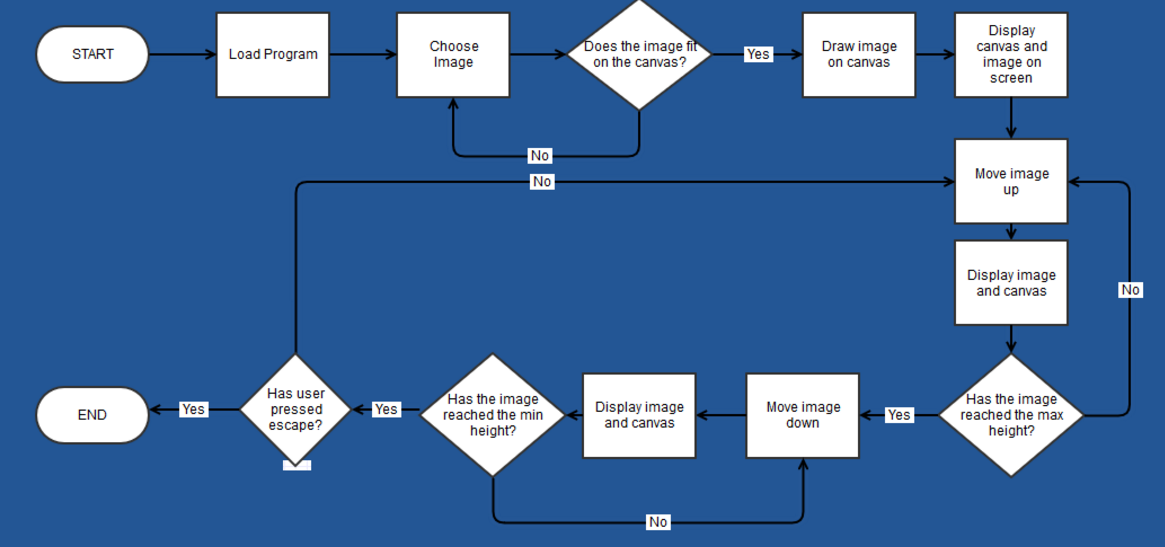 START
Load Program
Choose
Image
Does the image fit
on the canvas?
Yes
Draw image
on canvas
Display
canvas and
image on
screen
No
No
Move image
up
Display image
and canvas
No
Has the image
reached the max
height?
Yes
Move image
down
Display image
and canvas
Has the image
reached the min
height?
No
Yes
Has user
pressed
escape?
Yes
END